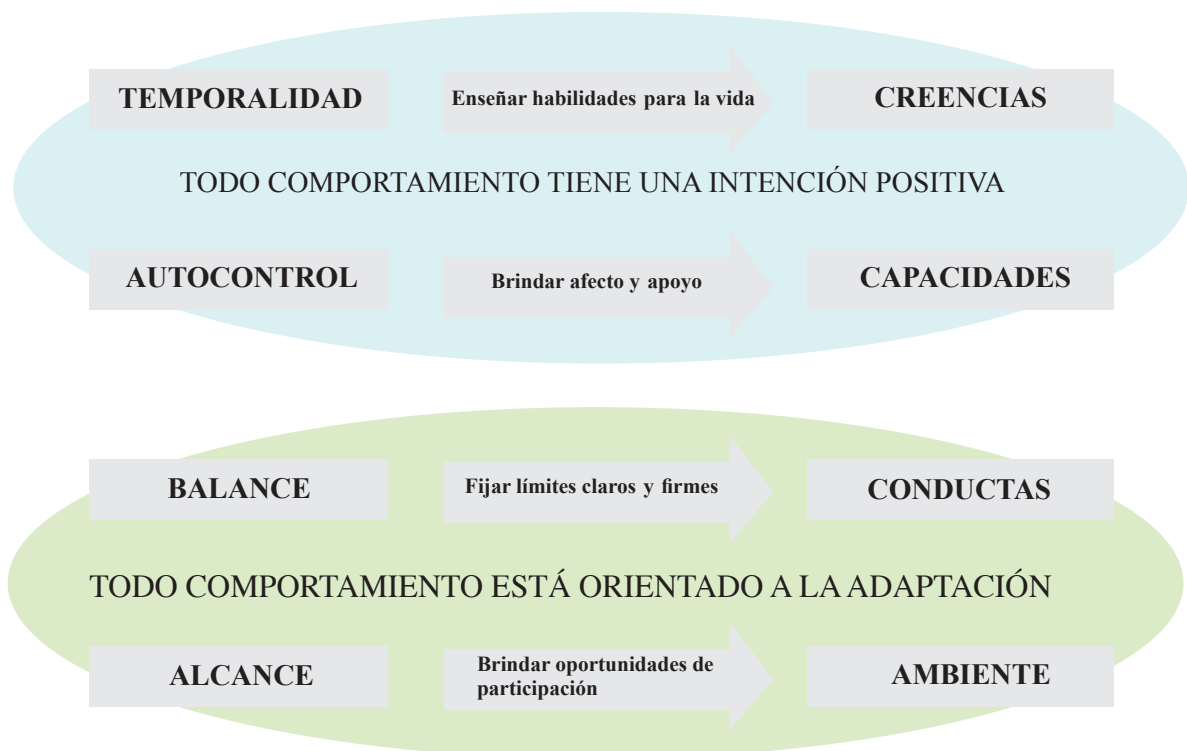 TEMPORALIDAD
Enseñar habilidades para la vida
CREENCIAS
TODO COMPORTAMIENTO TIENE UNA INTENCIÓN POSITIVA
AUTOCONTROL
Brindar afecto y apoyo
CAPACIDADES
BALANCE
Fijar límites claros y firmes
CONDUCTAS
TODO COMPORTAMIENTO ESTÁ ORIENTADO A LA ADAPTACIÓN
ALCANCE
Brindar oportunidades de
participación
AMBIENTE